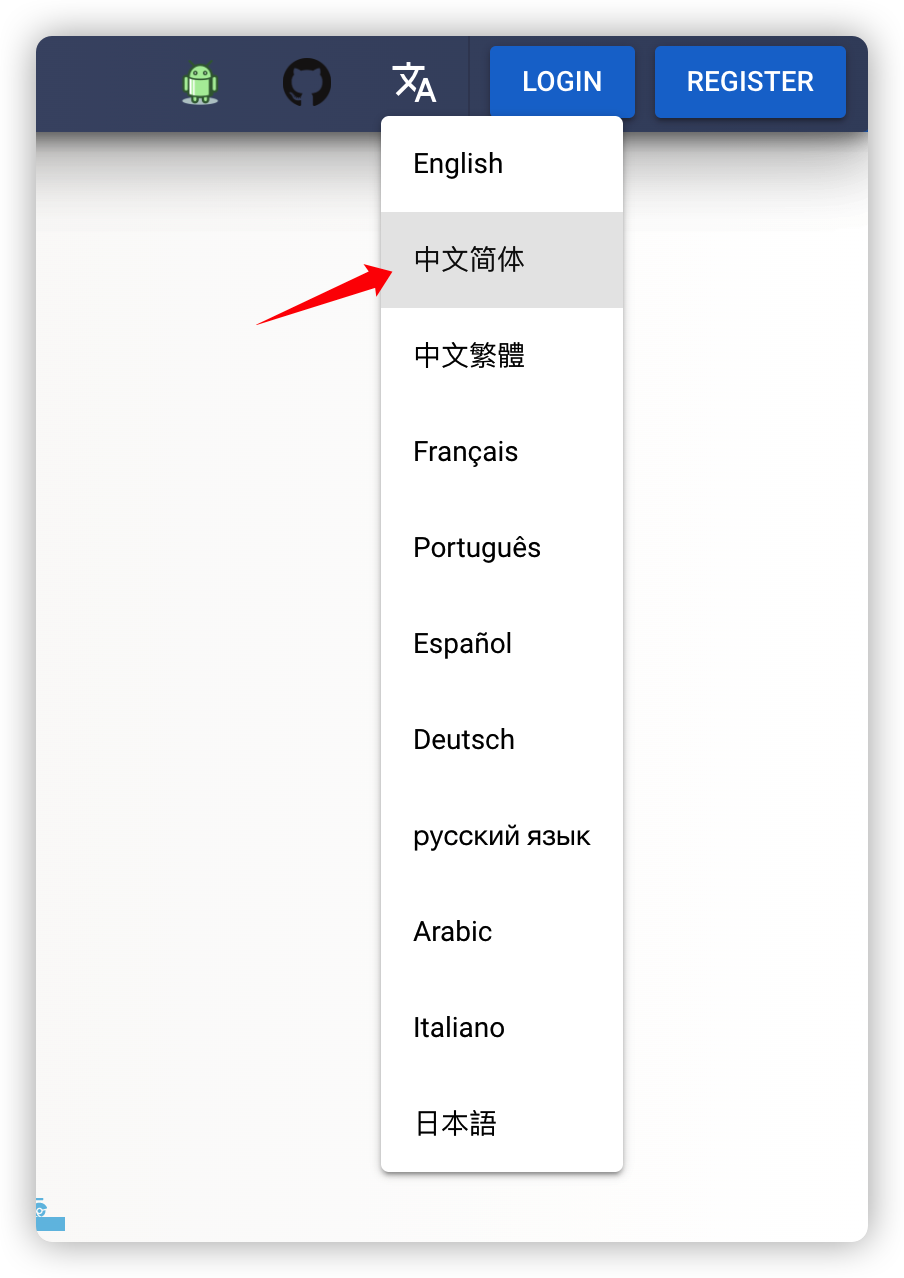 LOGIN
REGISTER
English
中文简体
中文繁體
Français
Português
Español
Deutsch
русский язык
Arabic
Italiano
日本語